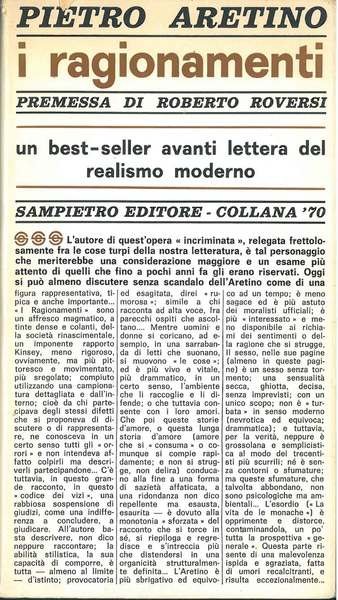 PIETRO ARETINO
i ragionamenti
PREMESSA DI ROBERTO ROVERSI
un best-seller avanti lettera del
realismo moderno
SAMPIETRO EDITORE - COLLANA '70
L'autore di quest'opera « incriminata », relegata frettolo-
samente fra le cose turpi della nostra letteratura, è tal personaggio
che meriterebbe una considerazione maggiore e un esame più
attento di quelli che fino a pochi anni fa gli erano riservati. Oggi
si può almeno discutere senza scandalo dell'Aretino come di una
figura rappresentativa, ti-
pica e anche importante...
« I Ragionamenti » sono
un affresco magmatico, a
tinte dense e colanti, del-
la società rinascimentale,
un imponente rapporto
Kinsey, meno rigoroso,
ovviamente, ma più pit-
toresco e movimentato,
più sregolato; compiuto
utilizzando una campiona-
tura dettagliata e dall'in-
terno; cioè da chi parte-
cipava degli stessi difetti
che si proponeva di di-
scutere o di rappresenta-
re, ne conosceva in un
certo senso tutti gli « or-
rori » e non intendeva af-
fatto colpirli ma descri-
verli partecipandone... C'è
tuttavia, in questo gran-
de racconto, in questo
« codice dei vizi », una
rabbiosa sospensione di
giudizi, come una indiffe-
renza a concludere, a
giudicare. All'autore ba-
sta descrivere, non dico
neppure raccontare; la
abilità stilistica, la sua
capacità di comporre, è
tutta — almeno al limite
— d'istinto; provocatoria
ed esagitata, direi « ru-
morosa »; simile a chi
racconta ad alta voce, fra
parecchi ospiti che ascol-
tano.... Mentre uomini e
donne si coricano, ad e-
sempio, in una sarraban-
da di letti che suonano,
si muovono « le cose »:
ed è più vivo e vitale,
più drammatico, in un
certo senso, l'ambiente
che li raccoglie e li di-
fende; o che tuttavia con-
sente con i loro amori.
Che poi queste storie
d'amore, o questa lunga
storia d'amore (amore
che si « consuma » o co-
munque si compie rapi-
damente; e non si strug-
ge, non delira) conduca-
no alla fine a una forma
di sazietà affaticata, a
una ridondanza non dico
repellente ma esausta,
esaurita — è dovuto alla
monotonia « sforzata » del
racconto che si torce in
sé, si riepiloga e regre-
disce e s'intreccia più
che distendersi in una
organicità strutturalmen-
te definita... L'Aretino è
più abrigativo ed equivo-
co ad un tempo; è meno
sagace ed è più astuto
dei moralisti ufficiali; è
più « interessato » e me-
no disponibile ai richia-
mi dei sentimenti o del-
la ragione che si strugge,
Il sesso, nelle sue pagine
(almeno in queste pagi-
ne) è un sesso senza tor-
mento; una sensualità
secca, ghiotta, decisa,
senza imprevisti; con un
unico scopo; non è « tur-
bata » in senso moderno
(nevrotica ed equivoca;
drammatica); e tuttavia,
per la verità, neppure è
grossolana e semplicisti-
ca al modo dei trecenti-
sti più scurrili; né è sen-
za contorni o sfumature;
ma queste sfumature, che
talvolta abbondano, non
sono psicologiche ma am-
bientali... L'esordio (« La
vita de le monache ») è
opprimente e distorce,
contaminandola, un po'
tutta la prospettiva « ge-
nerale ». Questa parte ri-
sente di una malevolenza
rapida e sgraziata, fatta
di umori recalcitranti, e
risulta eccezionalmente...